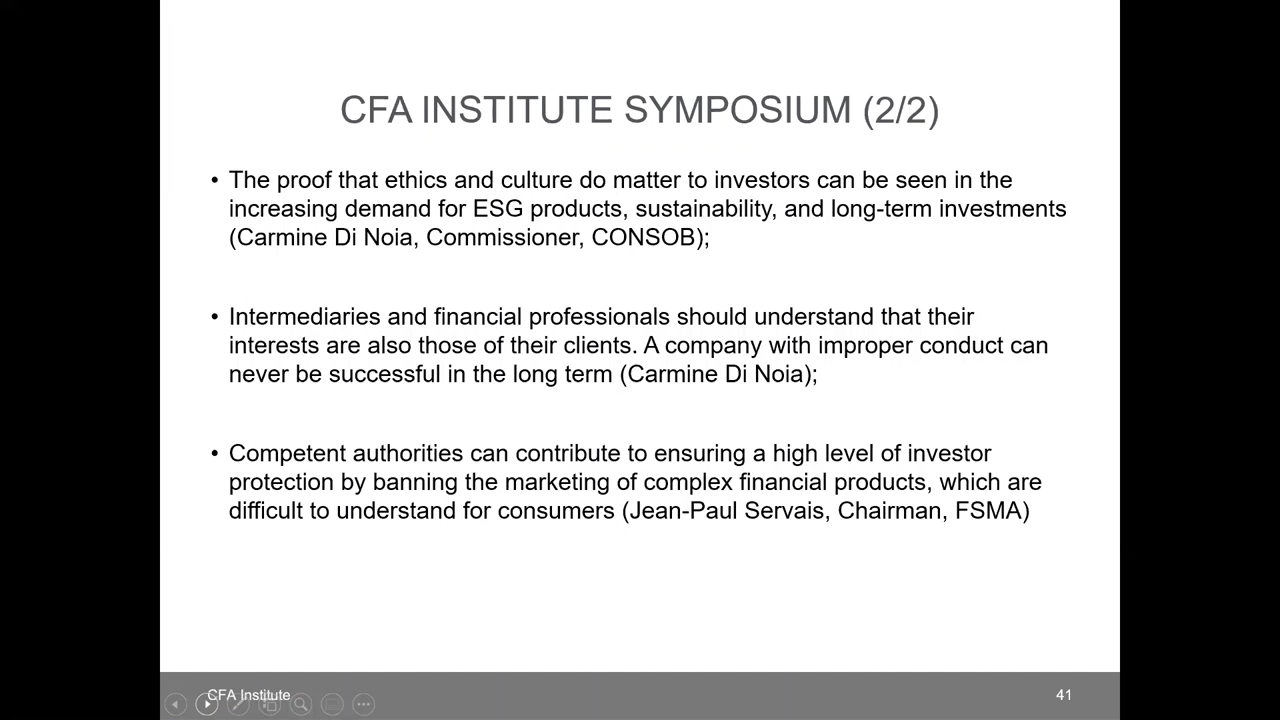 CFA INSTITUTE SYMPOSIUM (2/2)
• The proof that ethics and culture do matter to investors can be seen in the
increasing demand for ESG products, sustainability, and long-term investments
(Carmine Di Noia, Commissioner, CONSOB);
• Intermediaries and financial professionals should understand that their
interests are also those of their clients. A company with improper conduct can
never be successful in the long term (Carmine Di Noia);
• Competent authorities can contribute to ensuring a high level of investor
protection by banning the marketing of complex financial products, which are
difficult to understand for consumers (Jean-Paul Servais, Chairman, FSMA)
CFA Institute
41